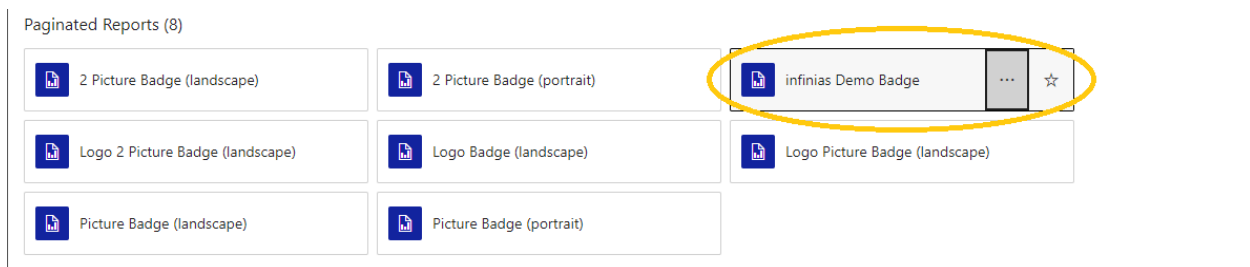 Paginated Reports (8)
2 Picture Badge (landscape)
2 Picture Badge (portrait)
infinias Demo Badge
Logo 2 Picture Badge (landscape)
Logo Badge (landscape)
Logo Picture Badge (landscape)
Picture Badge (landscape)
Picture Badge (portrait)